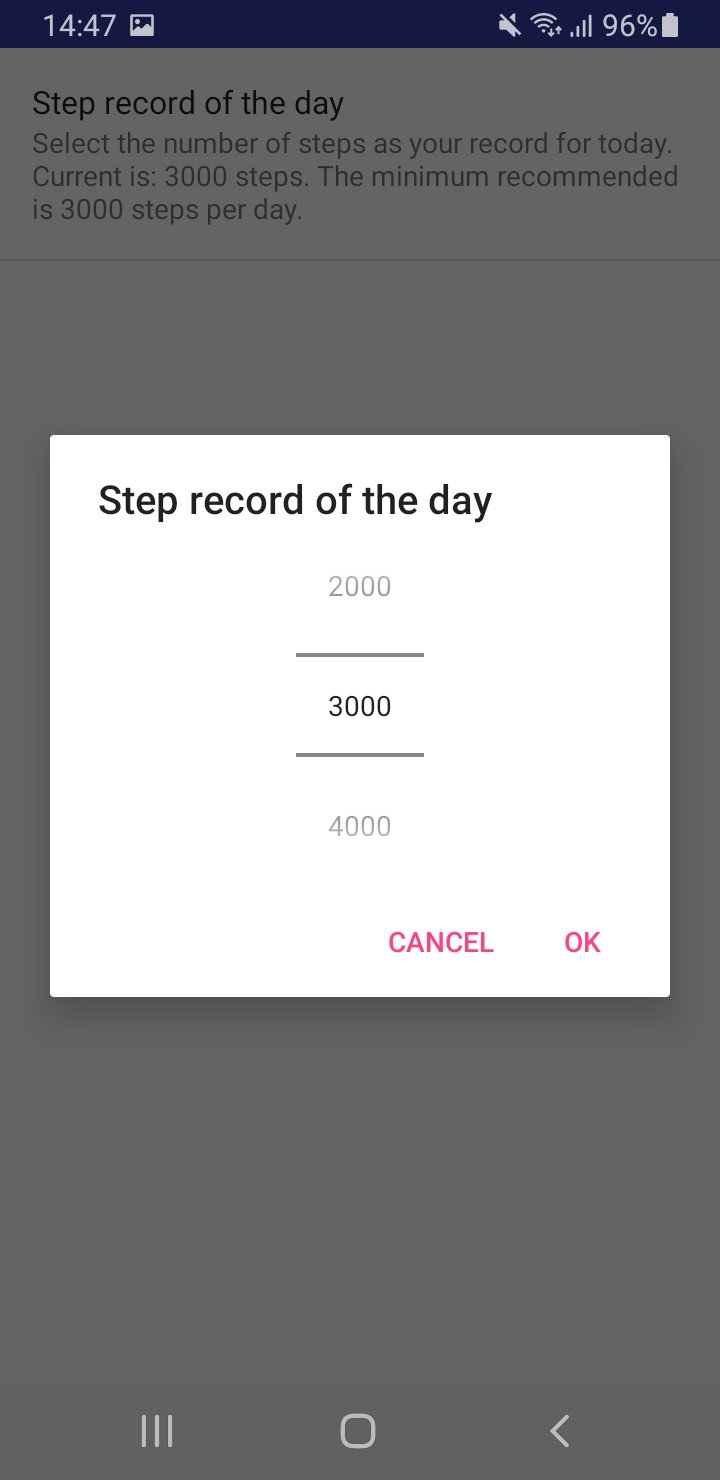 14:47 96%
Step record of the day
Select the number of steps as your record for today.
Current is: 3000 steps. The minimum recommended
is 3000 steps per day.
Step record of the day
2000
3000
4000
CANCEL OK